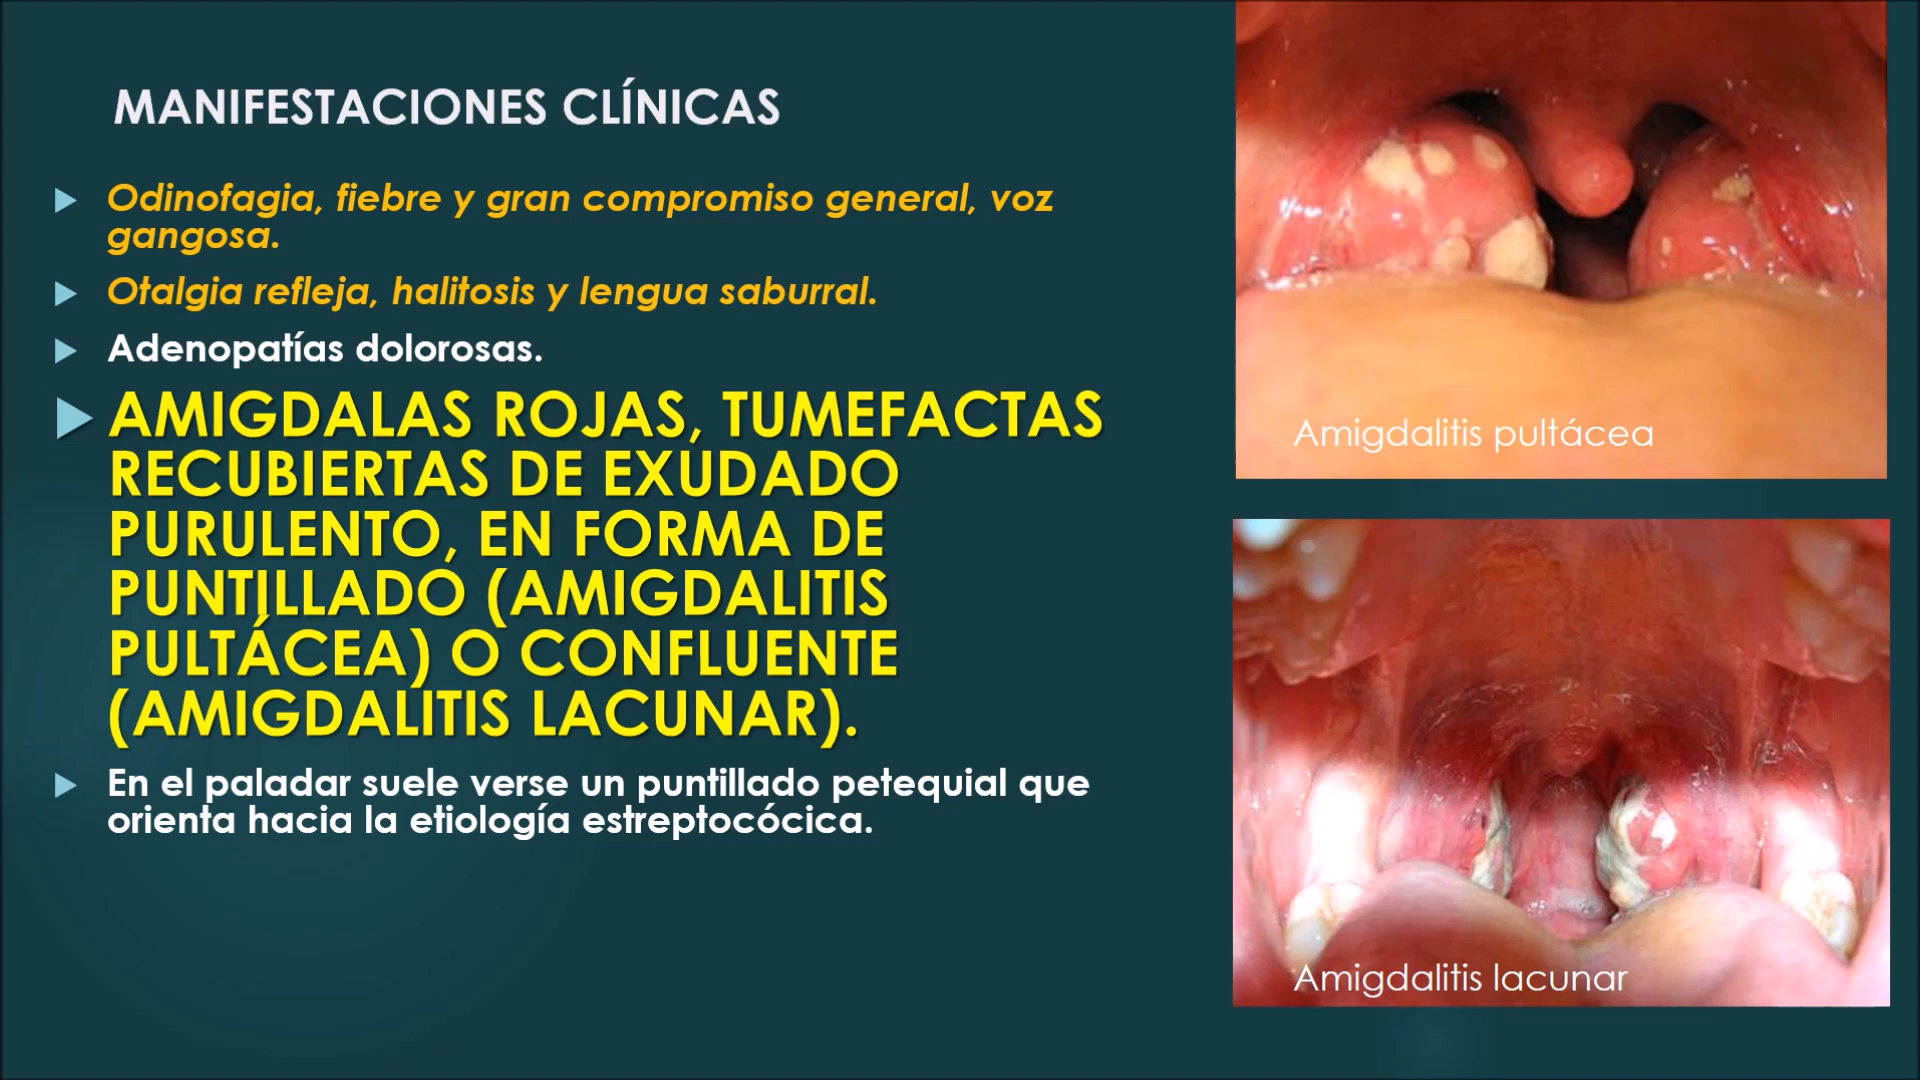 MANIFESTACIONES CLÍNICAS
Odinofagia, fiebre y gran compromiso general, voz
gangosa.
Otalgia refleja, halitosis y lengua saburral.
Adenopatías dolorosas.
AMIGDALAS ROJAS, TUMEFACTAS
RECUBIERTAS DE EXUDADO
PURULENTO, EN FORMA DE
PUNTILLADO (AMIGDALITIS
PULTÁCEA) O CONFLUENTE
(AMIGDALITIS LACUNAR).
En el paladar suele verse un puntillado petequial que
orienta hacia la etiología estreptocócica.
Amigdalitis pultácea
Amigdalitis lacunar